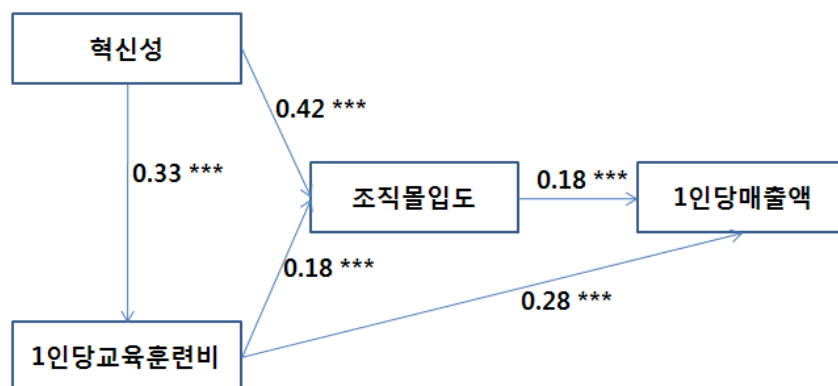 혁신성
0.42 ***
0.33 ***
조직몰입도
0.18 ***
1인당매출액
0.18 ***
0.28 ***
1인당교육훈련비